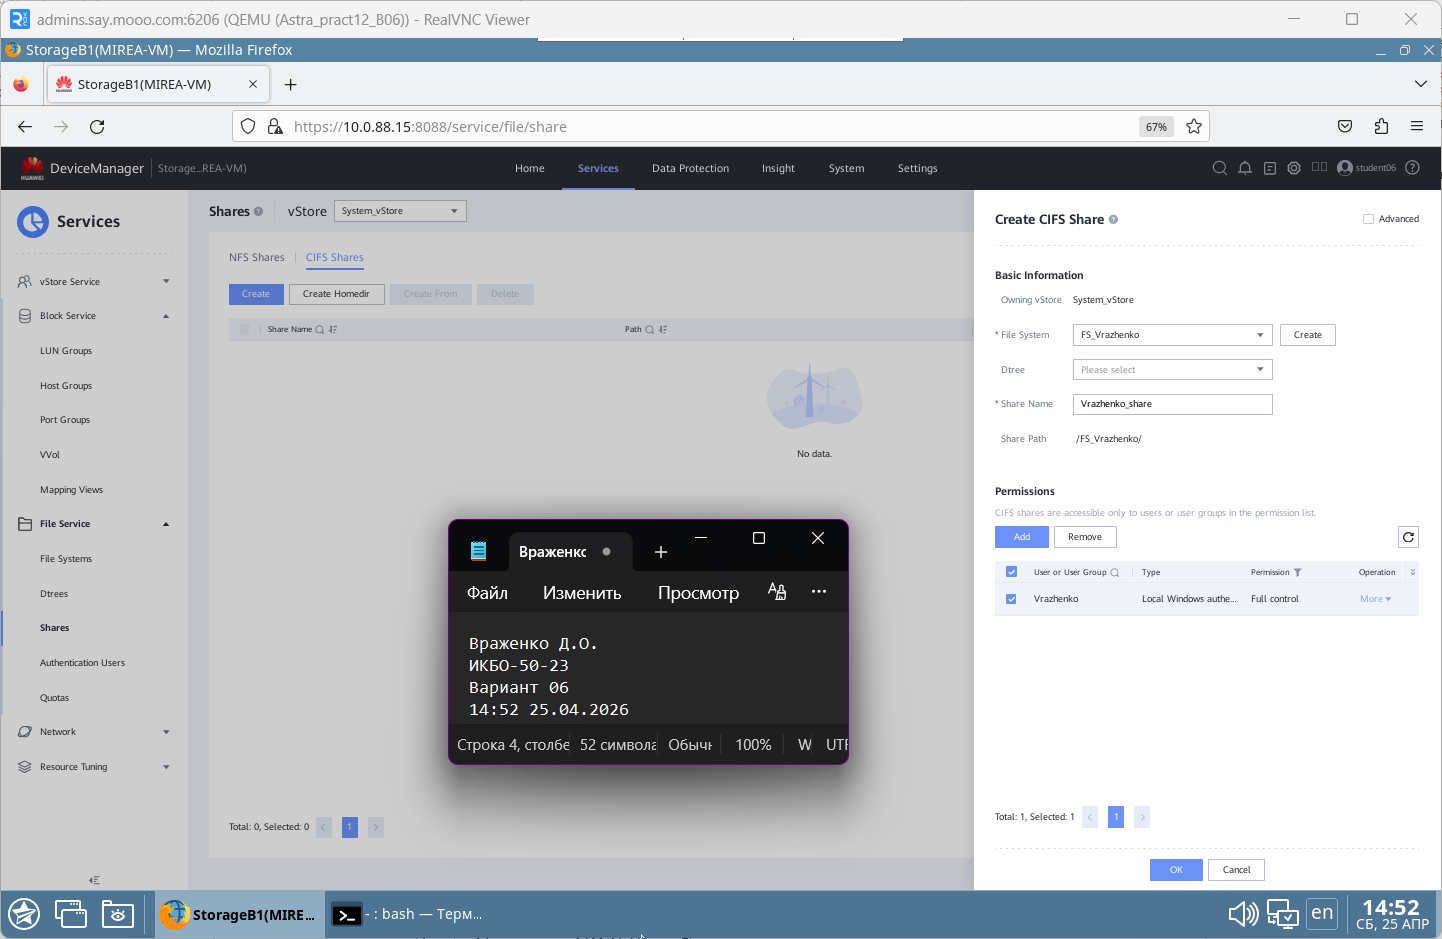 admins.say.mooo.com:6206 (QEMU (Astra_pract12_B06)) - RealVNC Viewer
StorageB1(MIREA-VM) — Mozilla Firefox
StorageB1(MIREA-VM)
https://10.0.88.15:8088/service/file/share
67%
HUAWEI
DeviceManager
Storage...REA-VM)
Home
Services
Data Protection
Insight
System
Settings
student06
Services
vStore Service
Block Service
LUN Groups
Host Groups
Port Groups
VVol
Mapping Views
File Service
File Systems
Dtrees
Shares
Authentication Users
Quotas
Network
Resource Tuning
Shares
vStore
System_vStore
NFS Shares
CIFS Shares
Create
Create Homedir
Create From
Delete
Share Name
Path
No data.
Total: 0, Selected: 0
1
Create CIFS Share
Advanced
Basic Information
Owning vStore System_vStore
* File System FS_Vrazhenko Create
Dtree Please select
* Share Name Vrazhenko_share
Share Path /FS_Vrazhenko/
Permissions
CIFS shares are accessible only to users or user groups in the permission list.
Add Remove
User or User Group Type Permission Operation
Vrazhenko Local Windows authe... Full control More
Total: 1, Selected: 1
1
OK Cancel
Враженко
Файл Изменить Просмотр
Враженко Д.О.
ИКБО-50-23
Вариант 06
14:52 25.04.2026
Строка 4, столбе 52 символа Обычн 100% W UTF
StorageB1(MIRE...
- : bash — Терм...
en
14:52
СБ, 25 АПР